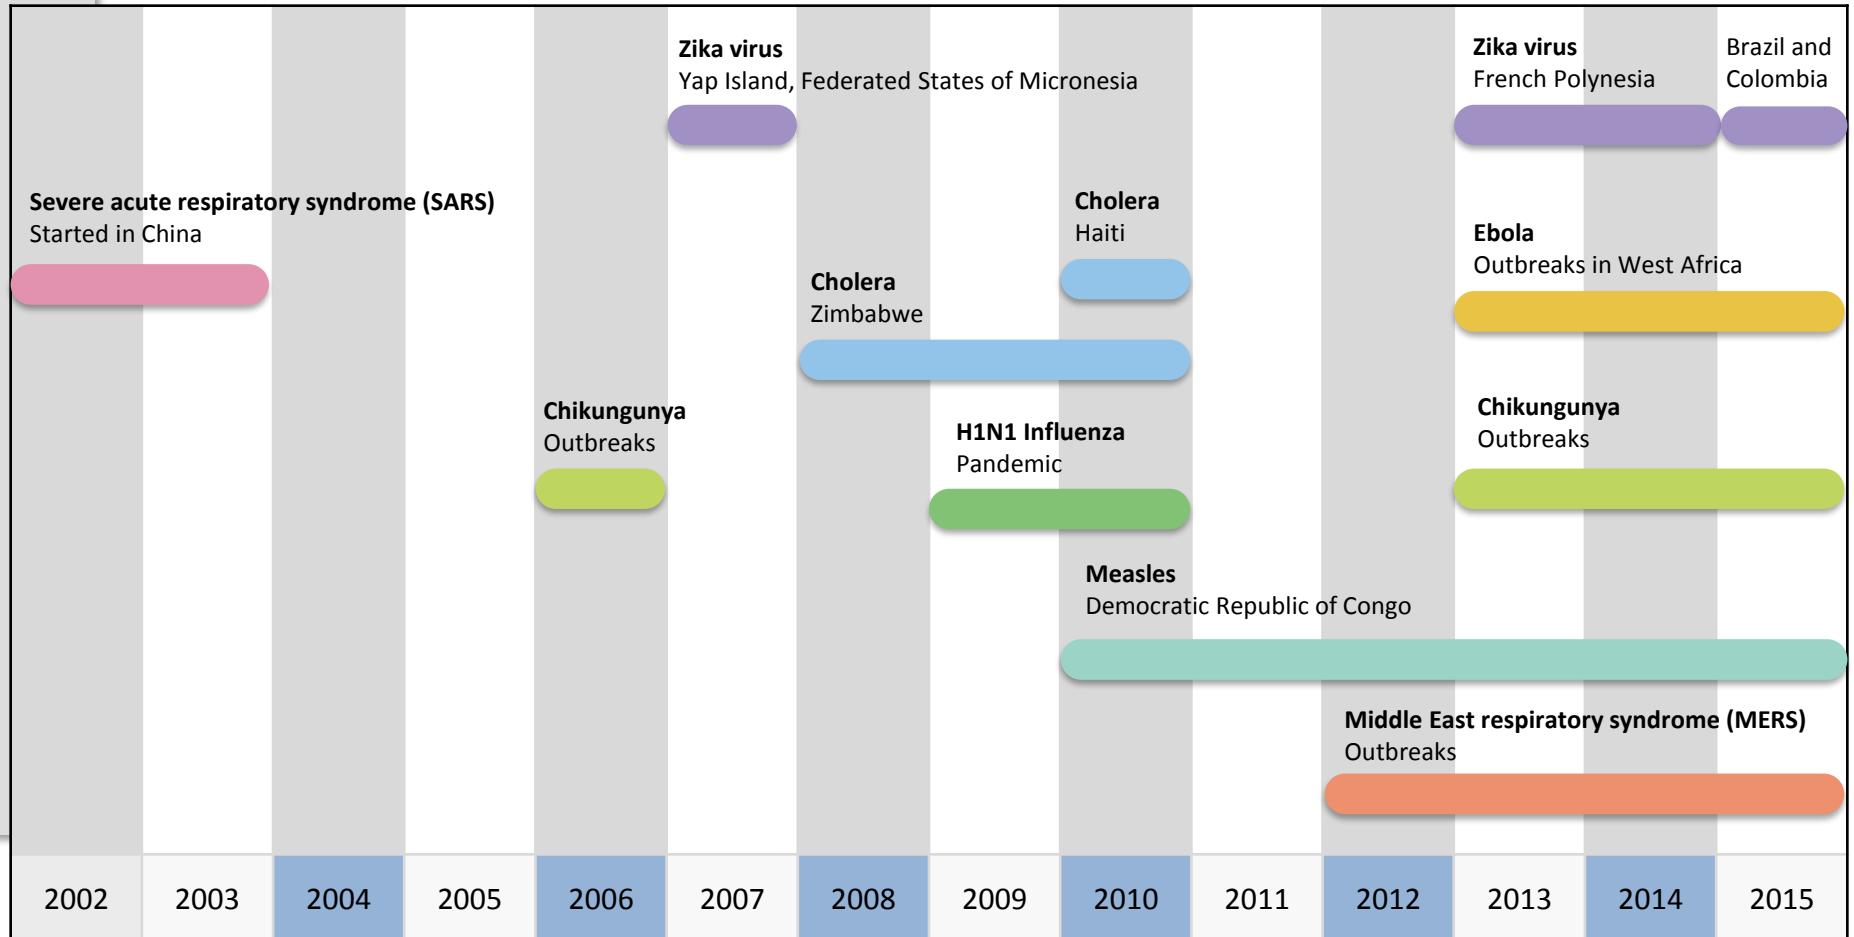 Zika virus
Yap Island, Federated States of Micronesia
Zika virus
French Polynesia
Brazil and
Colombia
Severe acute respiratory syndrome (SARS)
Started in China
Cholera
Haiti
Ebola
Outbreaks in West Africa
Cholera
Zimbabwe
Chikungunya
Outbreaks
H1N1 Influenza
Pandemic
Chikungunya
Outbreaks
Measles
Democratic Republic of Congo
Middle East respiratory syndrome (MERS)
Outbreaks
2002 2003 2004 2005 2006 2007 2008 2009 2010 2011 2012 2013 2014 2015